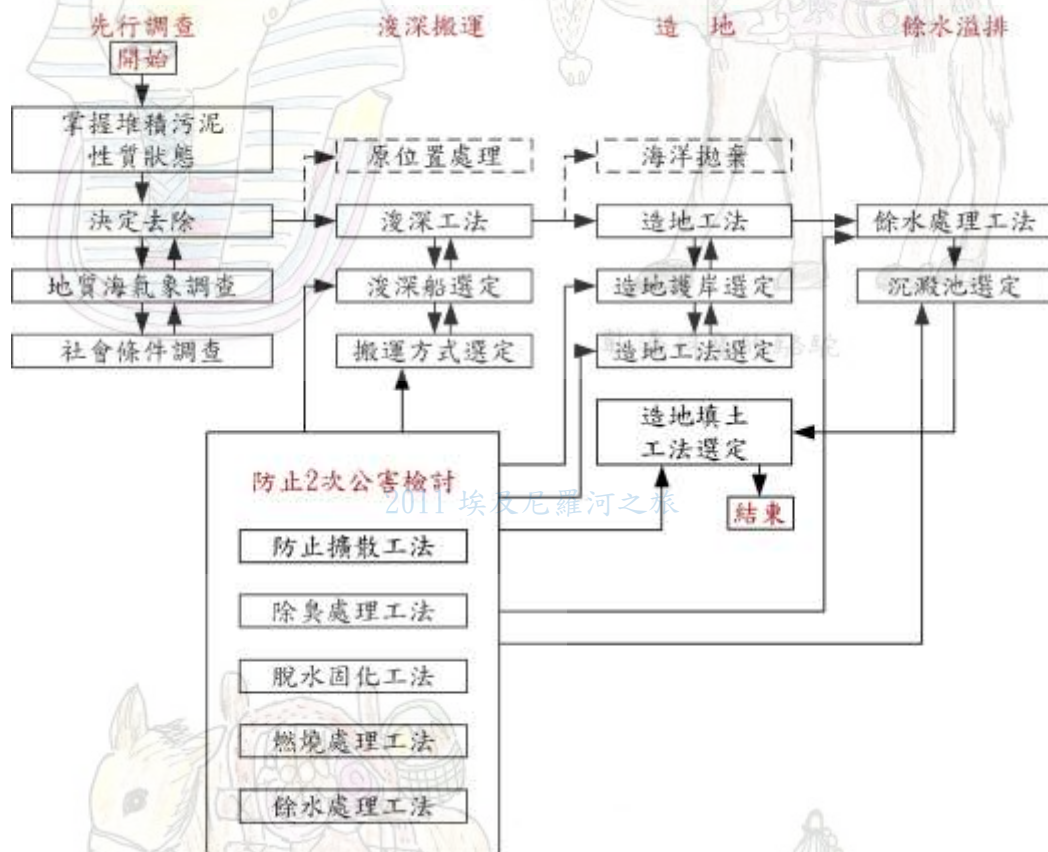 先行調查
浚深搬運
造 地
餘水溢排
開始
掌握堆積污泥
性質狀態
原位置處理
海洋拋棄
決定去除
浚深工法
造地工法
餘水處理工法
地質海氣象調查
浚深船選定
造地護岸選定
沉澱池選定
社會條件調查
搬運方式選定
造地工法選定
造地填土
工法選定
防止2次公害檢討
2011 埃及尼羅河之旅
結束
防止擴散工法
除臭處理工法
脫水固化工法
燃燒處理工法
餘水處理工法